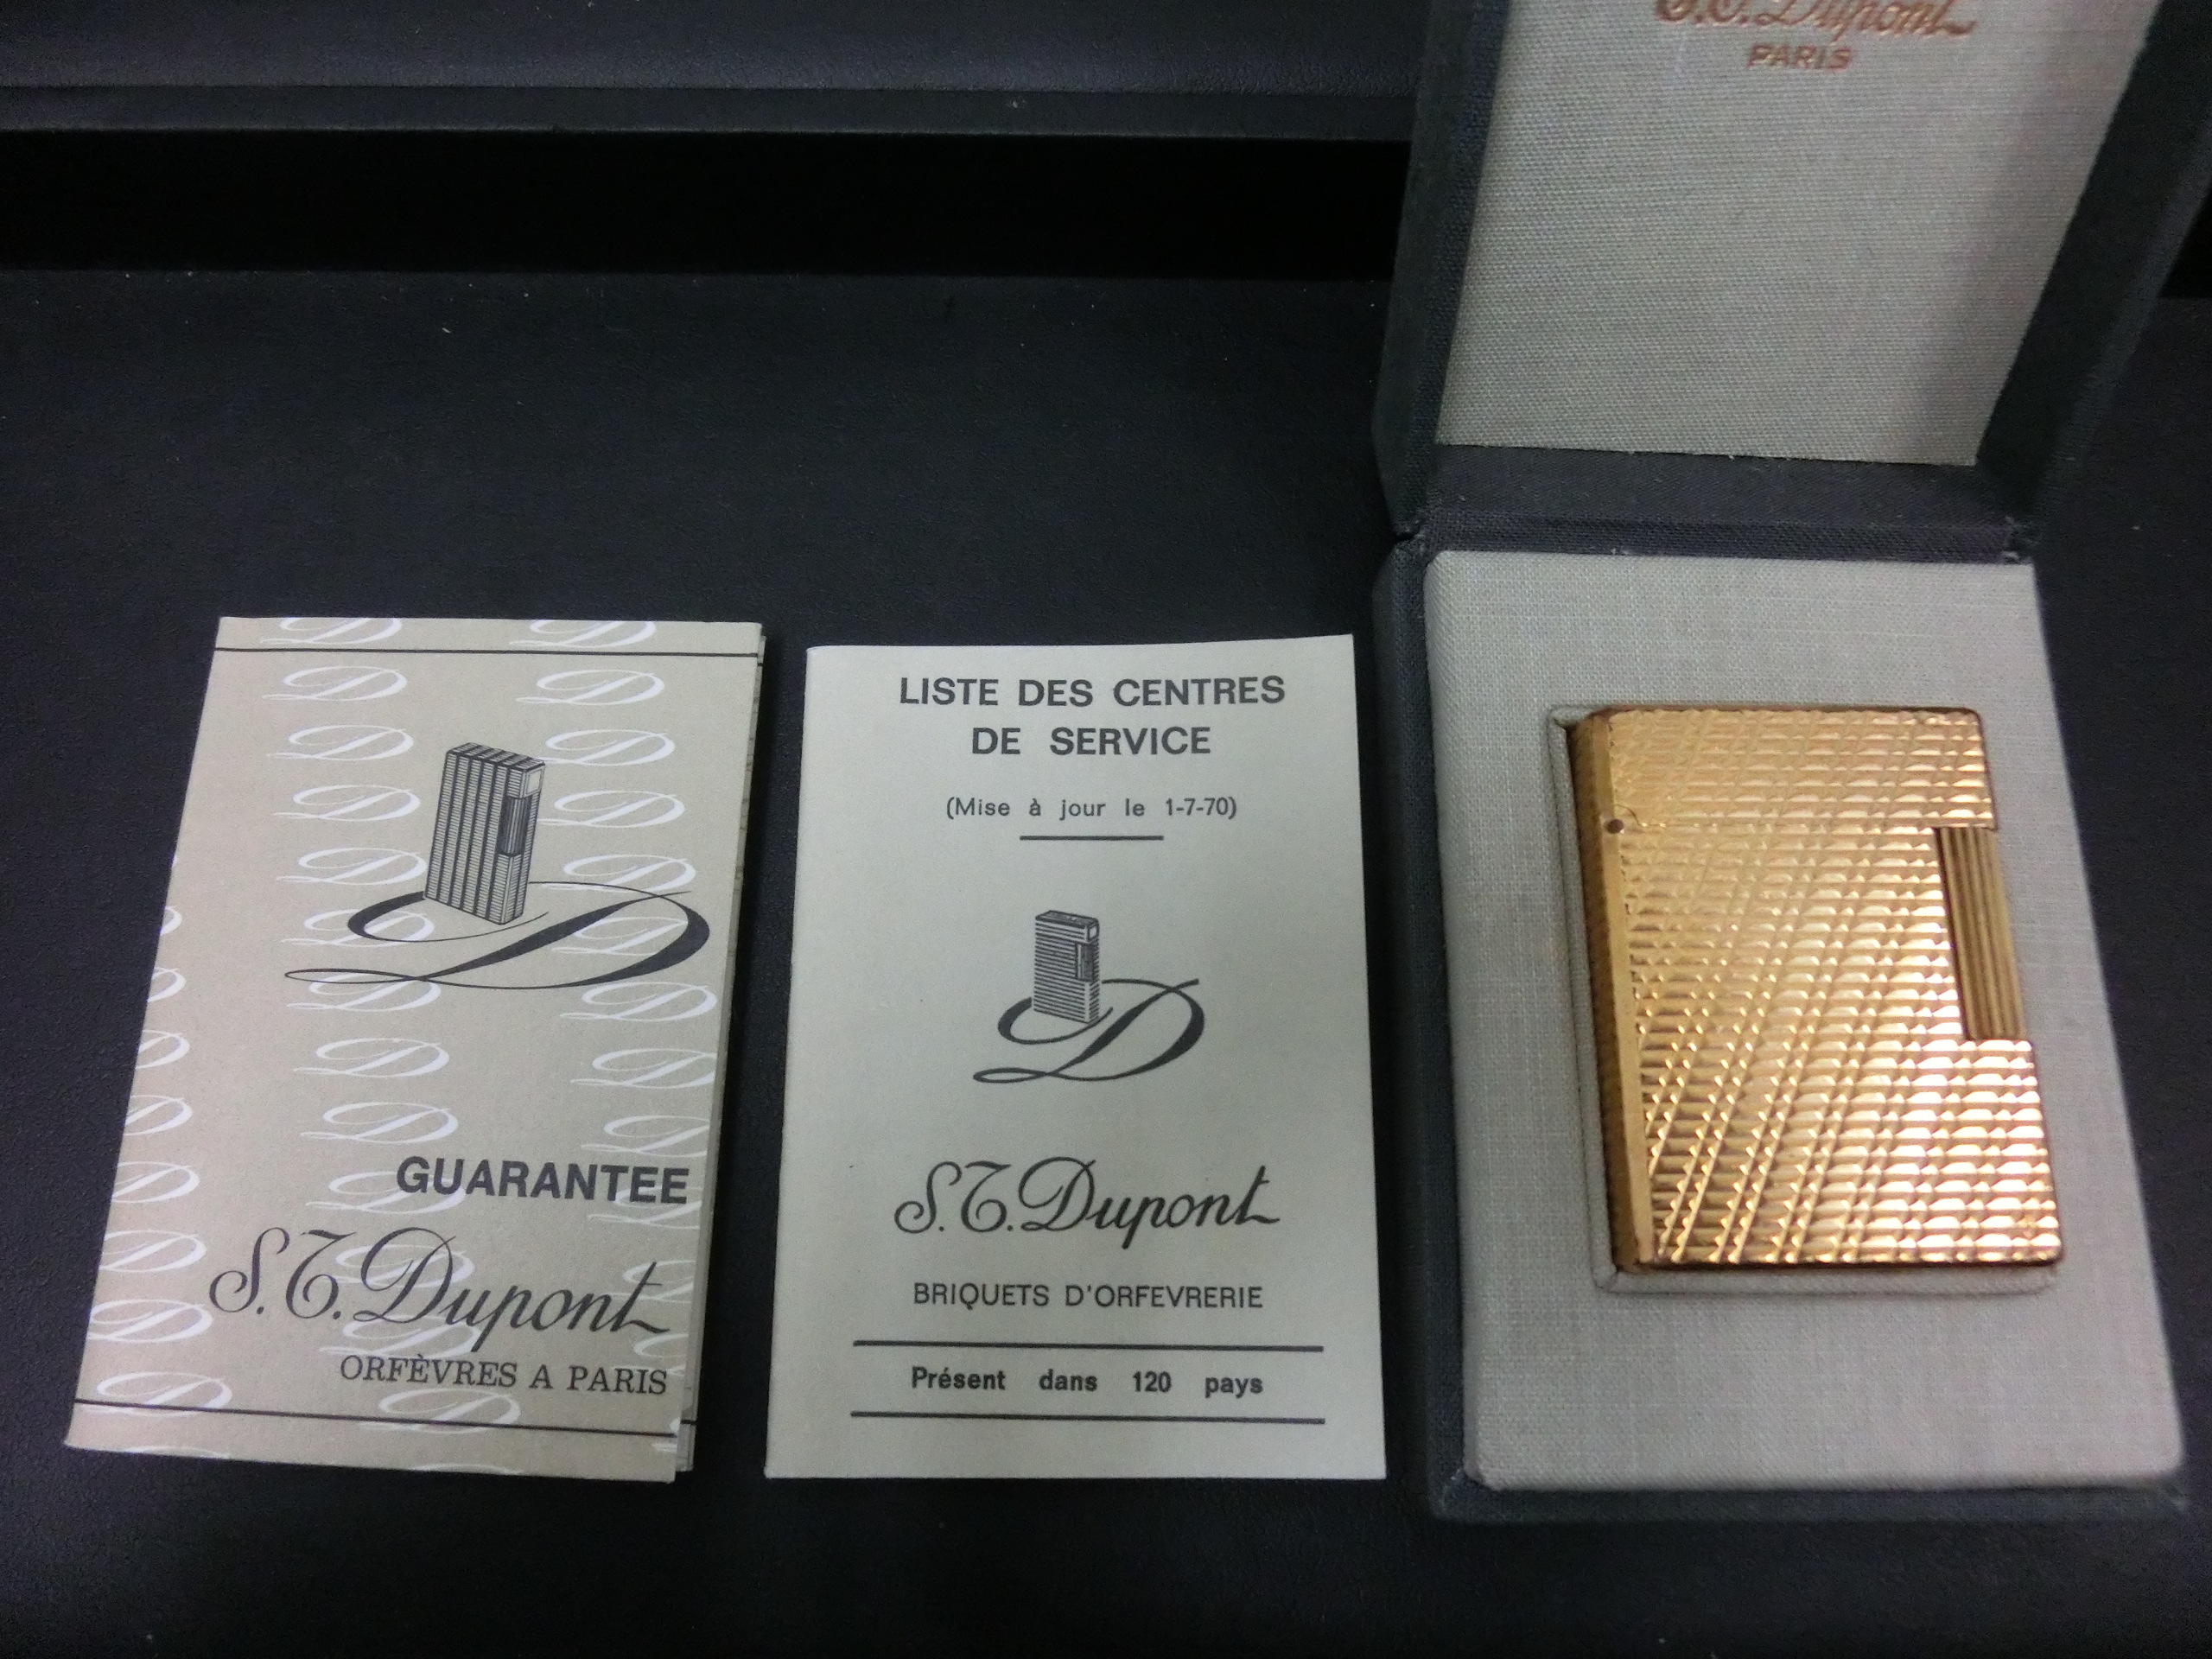 S.T. Dupont
PARIS
GUARANTEE
S.T. Dupont
ORFÈVRES A PARIS
LISTE DES CENTRES
DE SERVICE
(Mise à jour le 1-7-70)
D
S.T. Dupont
BRIQUETS D'ORFEVRERIE
Présent dans 120 pays